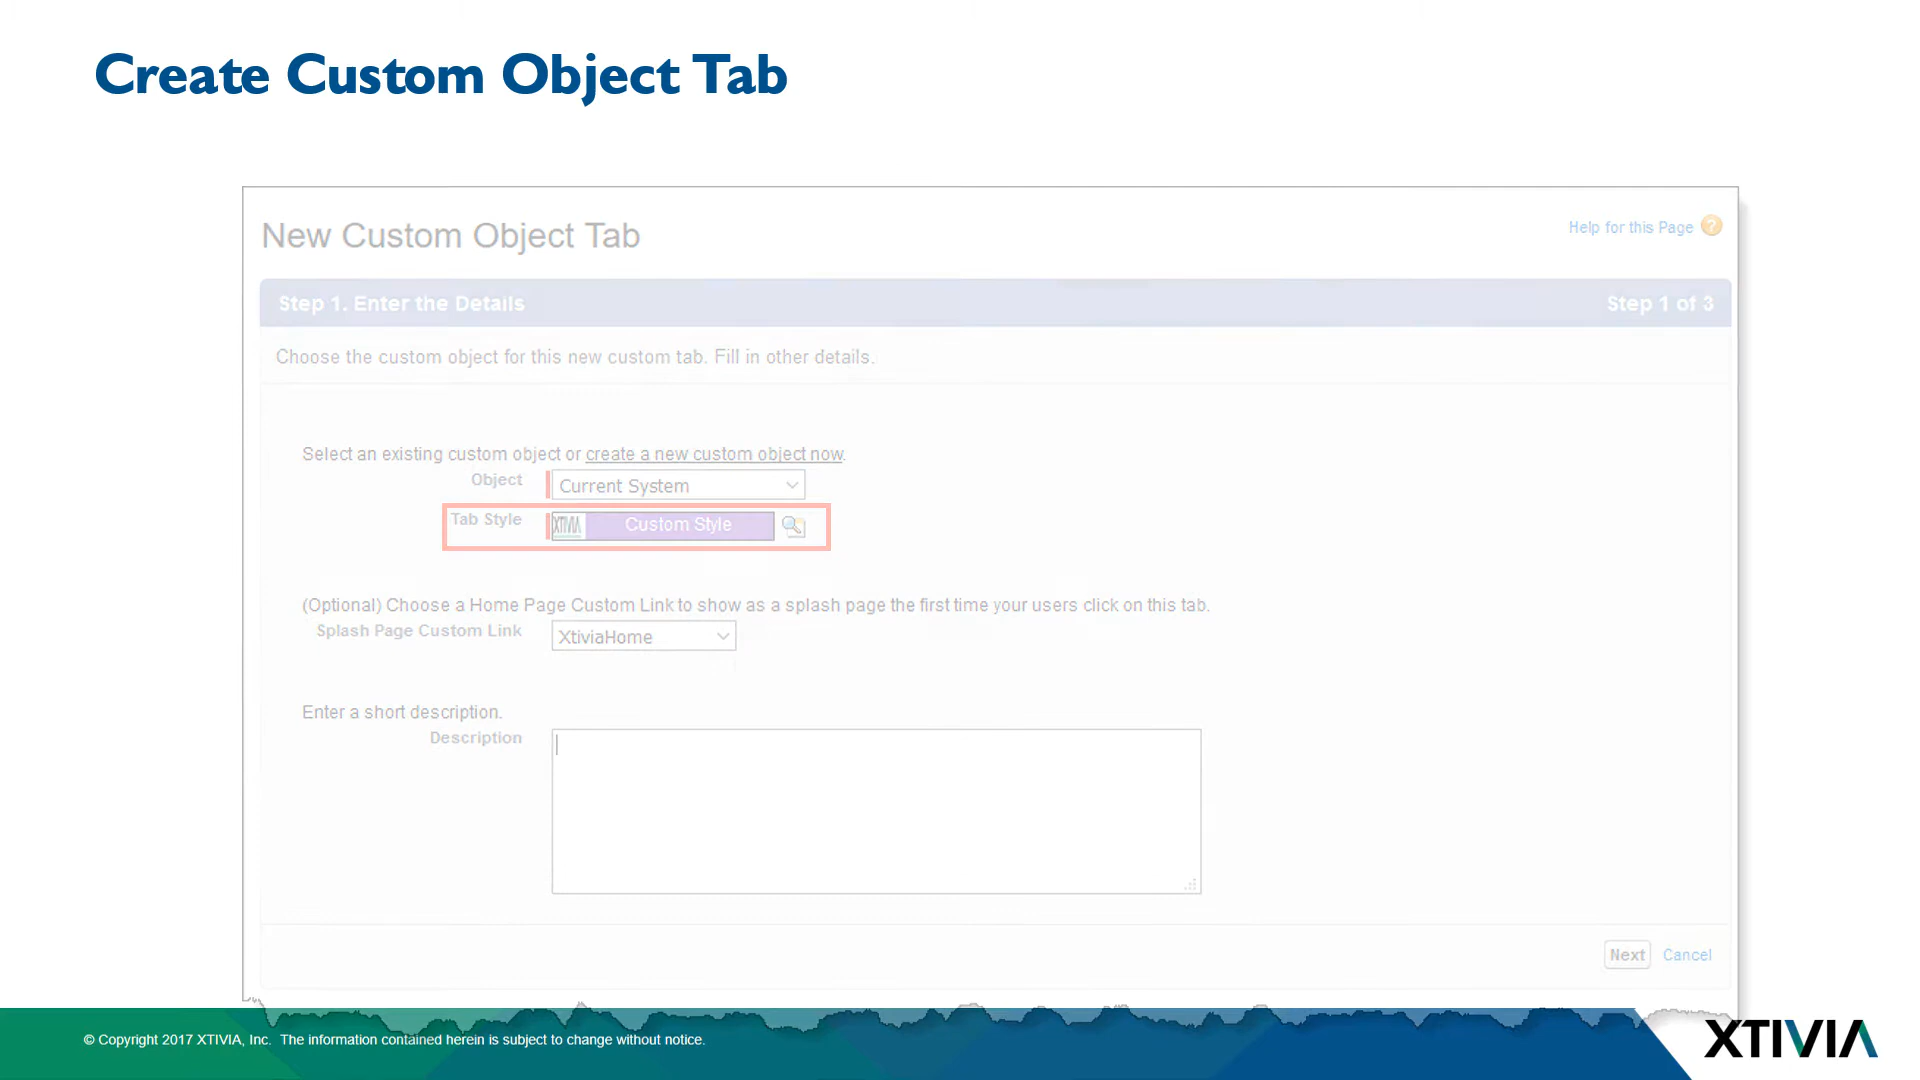 Create Custom Object Tab
New Custom Object Tab
Help for this Page ?
Step 1. Enter the Details
Step 1 of 3
Choose the custom object for this new custom tab. Fill in other details.
Select an existing custom object or create a new custom object now.
Object
Current System
Tab Style
XTIVIA
Custom Style
(Optional) Choose a Home Page Custom Link to show as a splash page the first time your users click on this tab.
Splash Page Custom Link
XtiviaHome
Enter a short description.
Description
Next
Cancel
© Copyright 2017 XTIVIA, Inc. The information contained herein is subject to change without notice.
XTIVIA